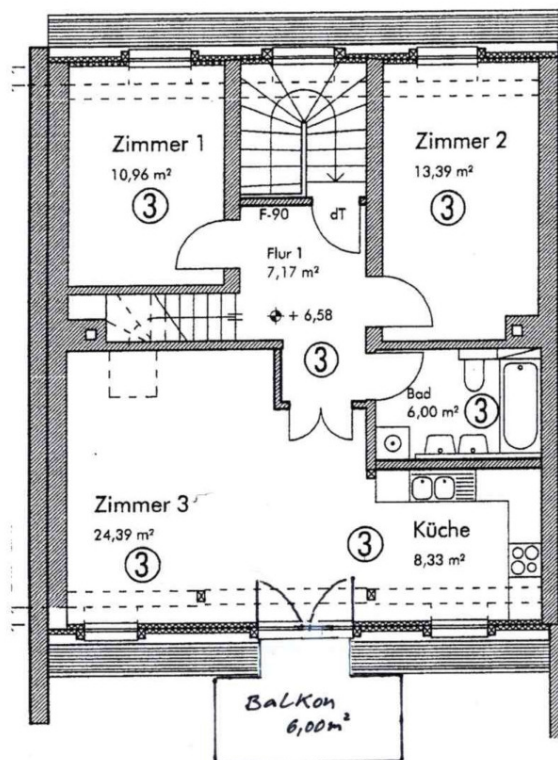 Zimmer 1
10,96 m²
3
Zimmer 2
13,39 m²
3
F-90
dT
Flur 1
7,17 m²
+ 6,58
3
Bad
6,00 m²
3
Zimmer 3
24,39 m²
3
3
Küche
8,33 m²
Balkon
6,00 m²